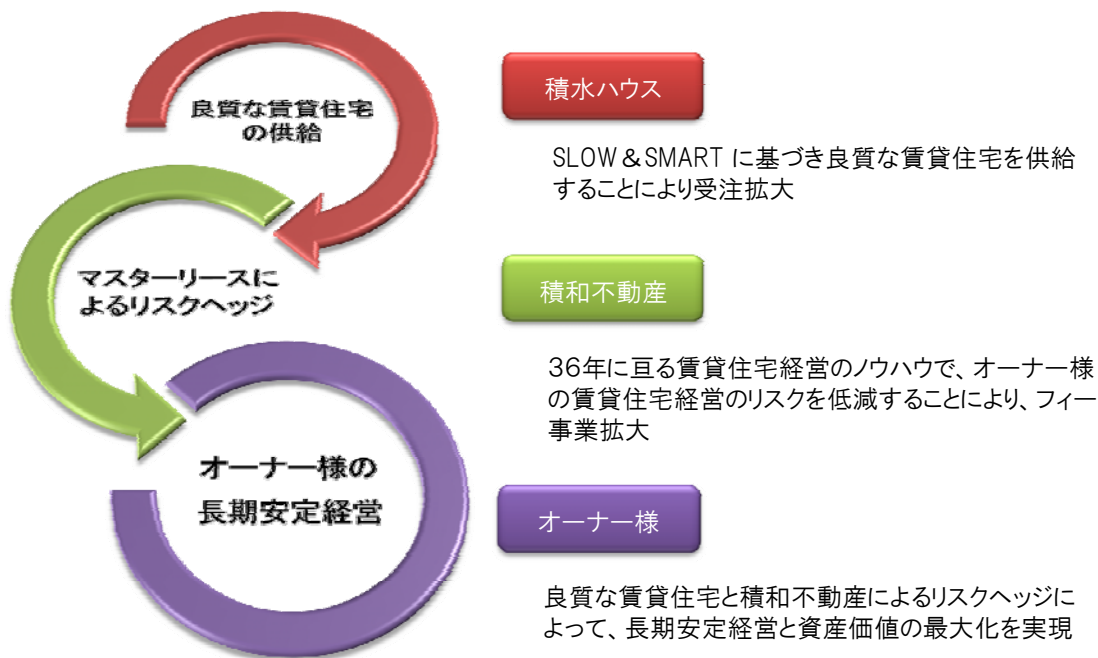 良質な賃貸住宅
の供給
積水ハウス
SLOW＆SMART に基づき良質な賃貸住宅を供給
することにより受注拡大
マスターリースに
よるリスクヘッジ
積和不動産
36年に亘る賃貸住宅経営のノウハウで、オーナー様
の賃貸住宅経営のリスクを低減することにより、フィー
事業拡大
オーナー様の
長期安定経営
オーナー様
良質な賃貸住宅と積和不動産によるリスクヘッジに
よって、長期安定経営と資産価値の最大化を実現